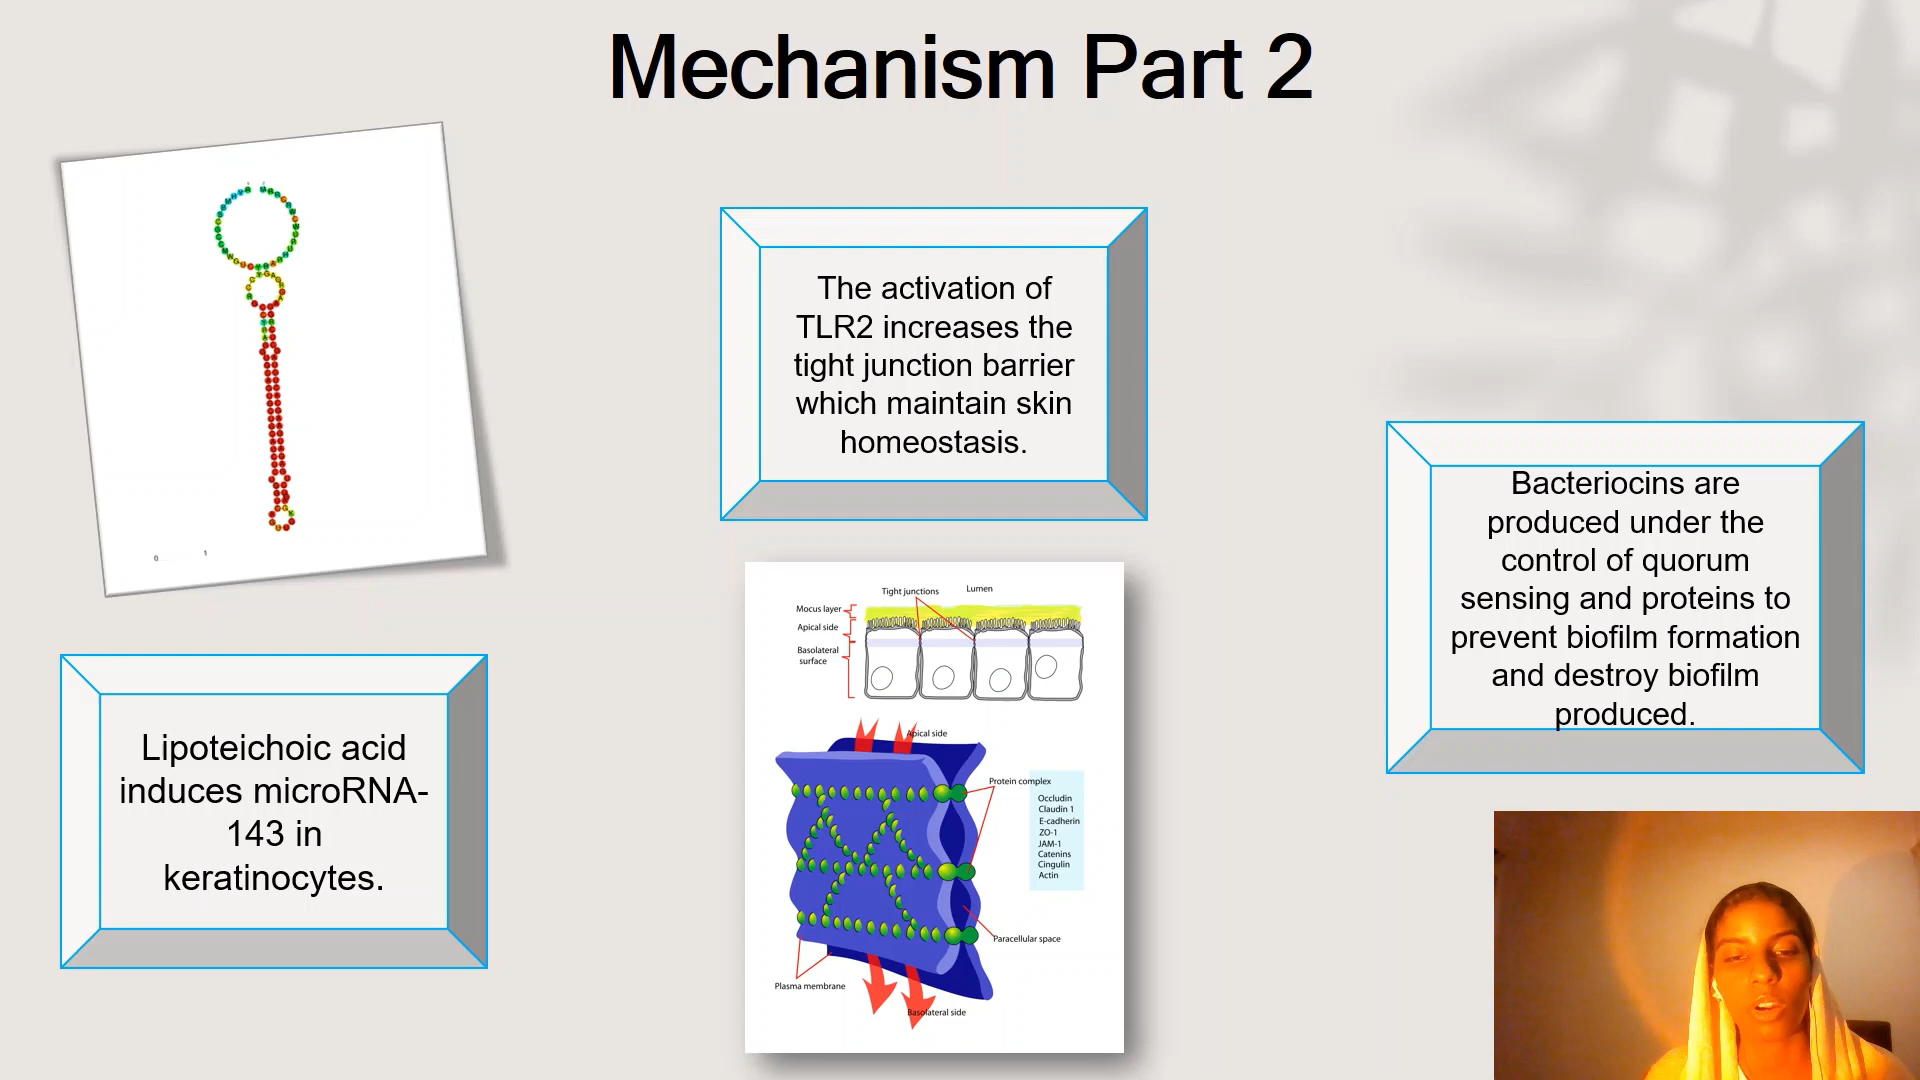 Mechanism Part 2
0 1
Lipoteichoic acid
induces microRNA-
143 in
keratinocytes.
The activation of
TLR2 increases the
tight junction barrier
which maintain skin
homeostasis.
Tight junctions
Lumen
Mocus layer
Apical side
Basolateral
surface
Apical side
Protein complex
Occludin
Claudin 1
E-cadherin
ZO-1
JAM-1
Catenins
Cingulin
Actin
Paracellular space
Plasma membrane
Basolateral side
Bacteriocins are
produced under the
control of quorum
sensing and proteins to
prevent biofilm formation
and destroy biofilm
produced.